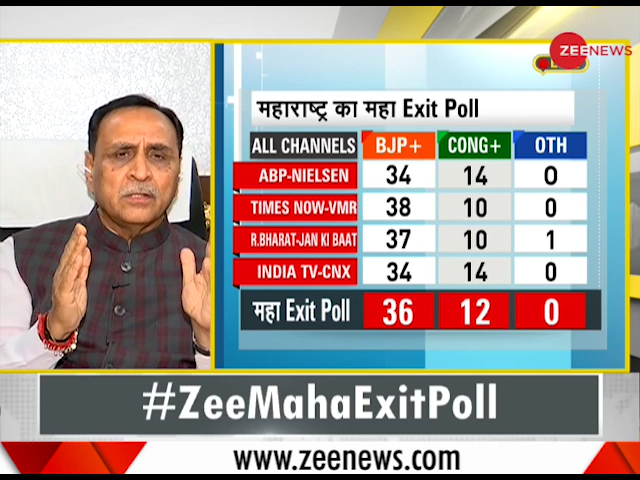 ZEE NEWS
महाराष्ट्र का महा Exit Poll
ALL CHANNELS BJP+ CONG+ OTH
ABP-NIELSEN 34 14 0
TIMES NOW-VMR 38 10 0
R.BHARAT-JAN KI BAAT 37 10 1
INDIA TV-CNX 34 14 0
महा Exit Poll 36 12 0
#ZeeMahaExitPoll
www.zeenews.com